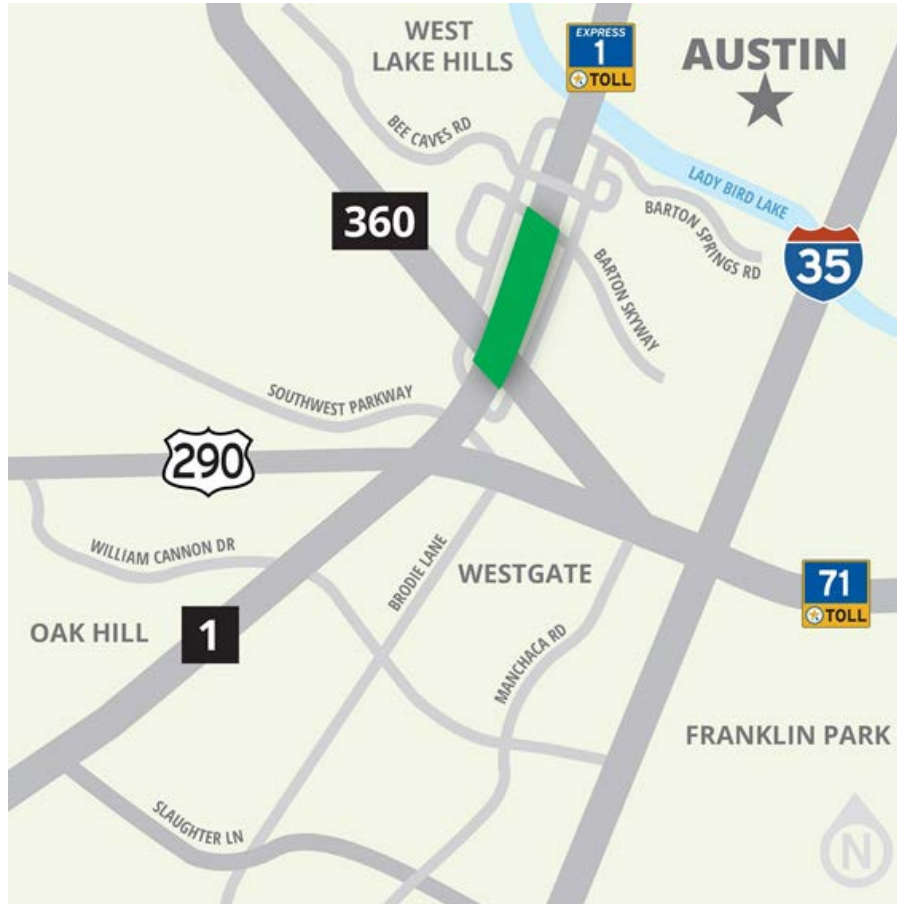 WEST
LAKE HILLS
EXPRESS
1
TOLL
AUSTIN
BEE CAVES RD
LADY BIRD LAKE
BARTON SPRINGS RD
360
35
BARTON SKYWAY
SOUTHWEST PARKWAY
290
WILLIAM CANNON DR
BRODIE LANE
WESTGATE
71
TOLL
OAK HILL
1
MANCHACA RD
FRANKLIN PARK
SLAUGHTER LN
N